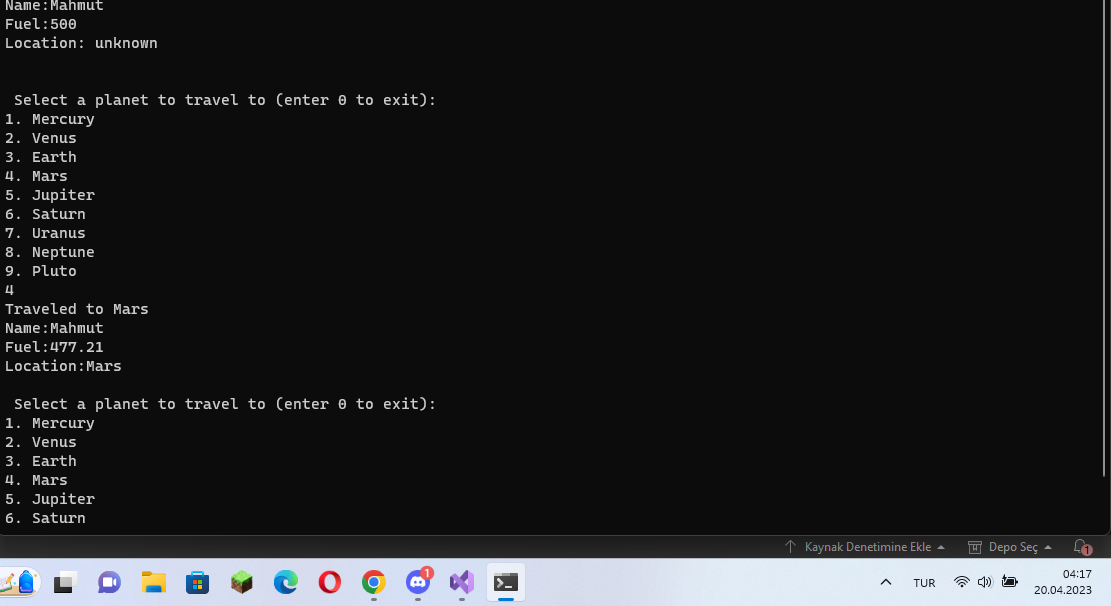 Name:Mahmut
Fuel:500
Location: unknown
Select a planet to travel to (enter 0 to exit):
1. Mercury
2. Venus
3. Earth
4. Mars
5. Jupiter
6. Saturn
7. Uranus
8. Neptune
9. Pluto
4
Traveled to Mars
Name:Mahmut
Fuel:477.21
Location:Mars
Select a planet to travel to (enter 0 to exit):
1. Mercury
2. Venus
3. Earth
4. Mars
5. Jupiter
6. Saturn
Kaynak Denetimine Ekle Depo Seç 1
1 TUR 04:17
20.04.2023